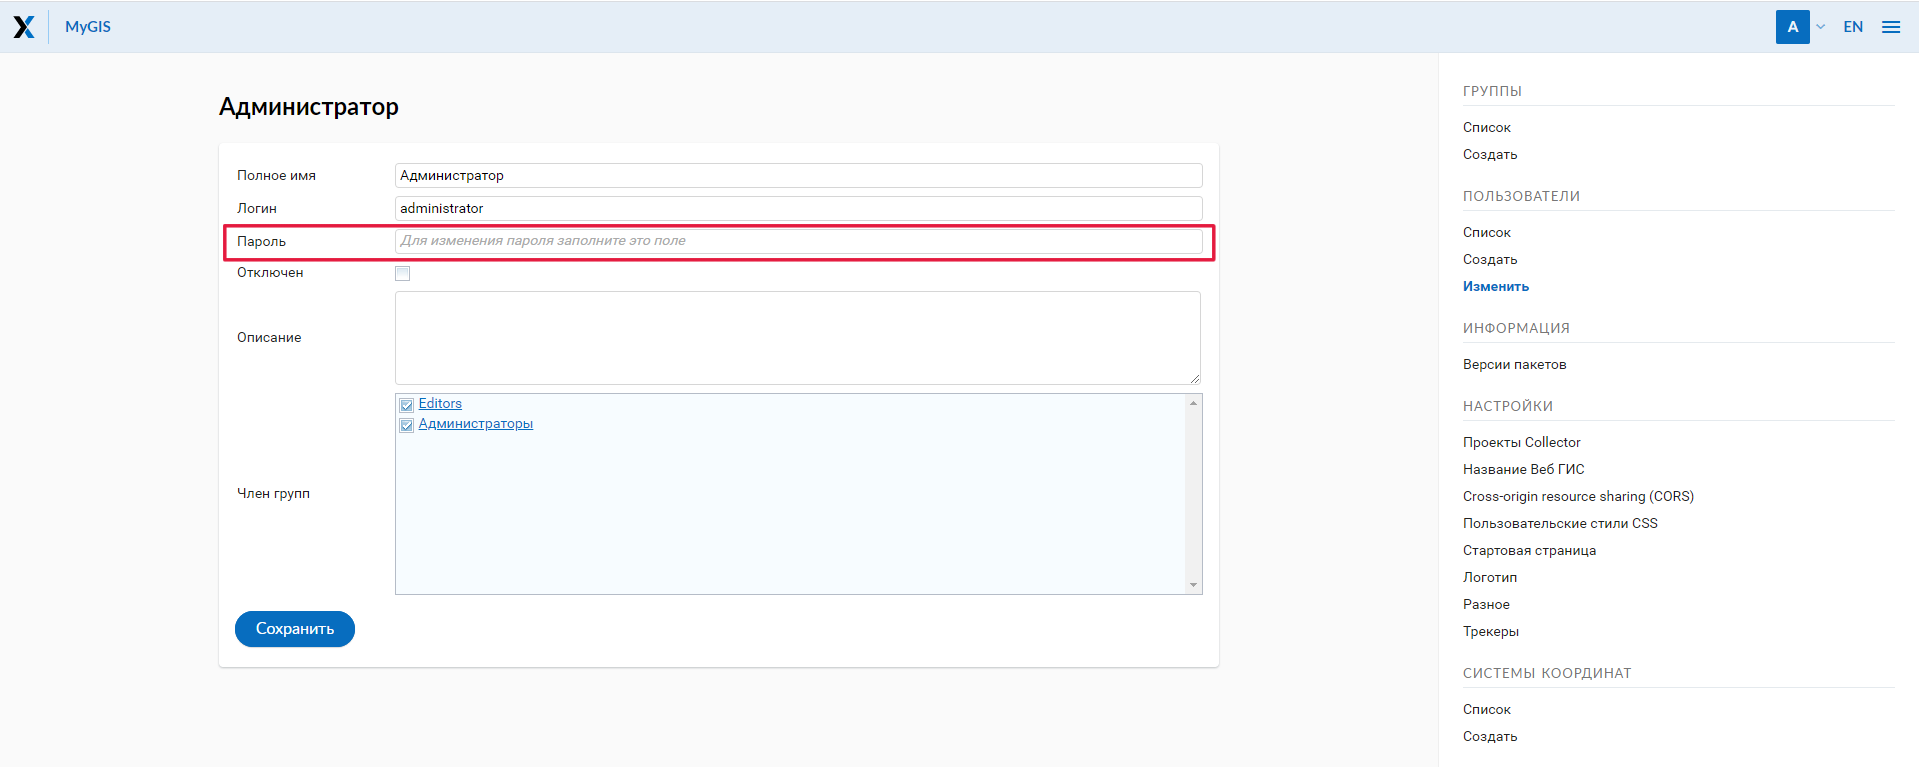 MyGIS
A
EN
Администратор
Полное имя
Администратор
Логин
administrator
Пароль
Для изменения пароля заполните это поле
Отключен
Описание
Член групп
Editors
Администраторы
Сохранить
ГРУППЫ
Список
Создать
ПОЛЬЗОВАТЕЛИ
Список
Создать
Изменить
ИНФОРМАЦИЯ
Версии пакетов
НАСТРОЙКИ
Проекты Collector
Название Веб ГИС
Cross-origin resource sharing (CORS)
Пользовательские стили CSS
Стартовая страница
Логотип
Разное
Трекеры
СИСТЕМЫ КООРДИНАТ
Список
Создать